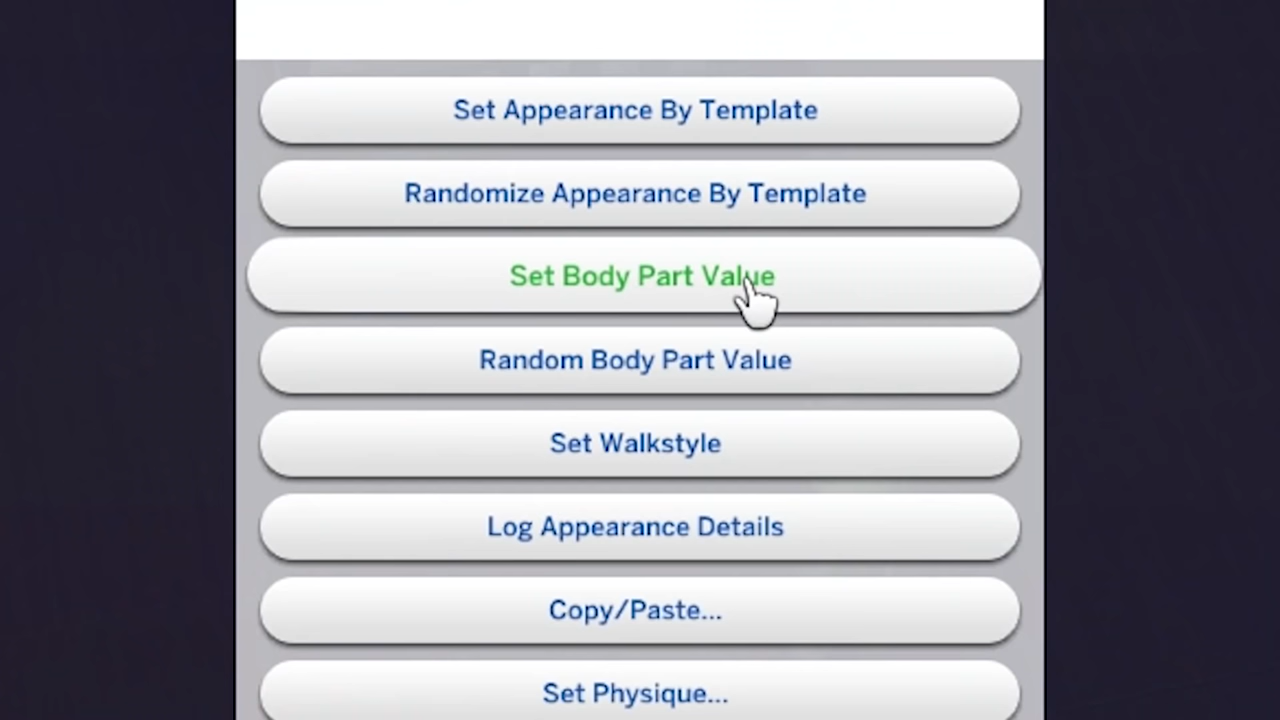 Set Appearance By Template
Randomize Appearance By Template
Set Body Part Value
Random Body Part Value
Set Walkstyle
Log Appearance Details
Copy/Paste...
Set Physique...